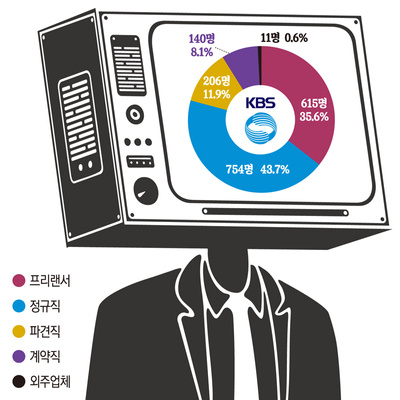 140명
8.1%
11명 0.6%
206명
11.9%
KBS
615명
35.6%
754명 43.7%
프리랜서
정규직
파견직
계약직
외주업체